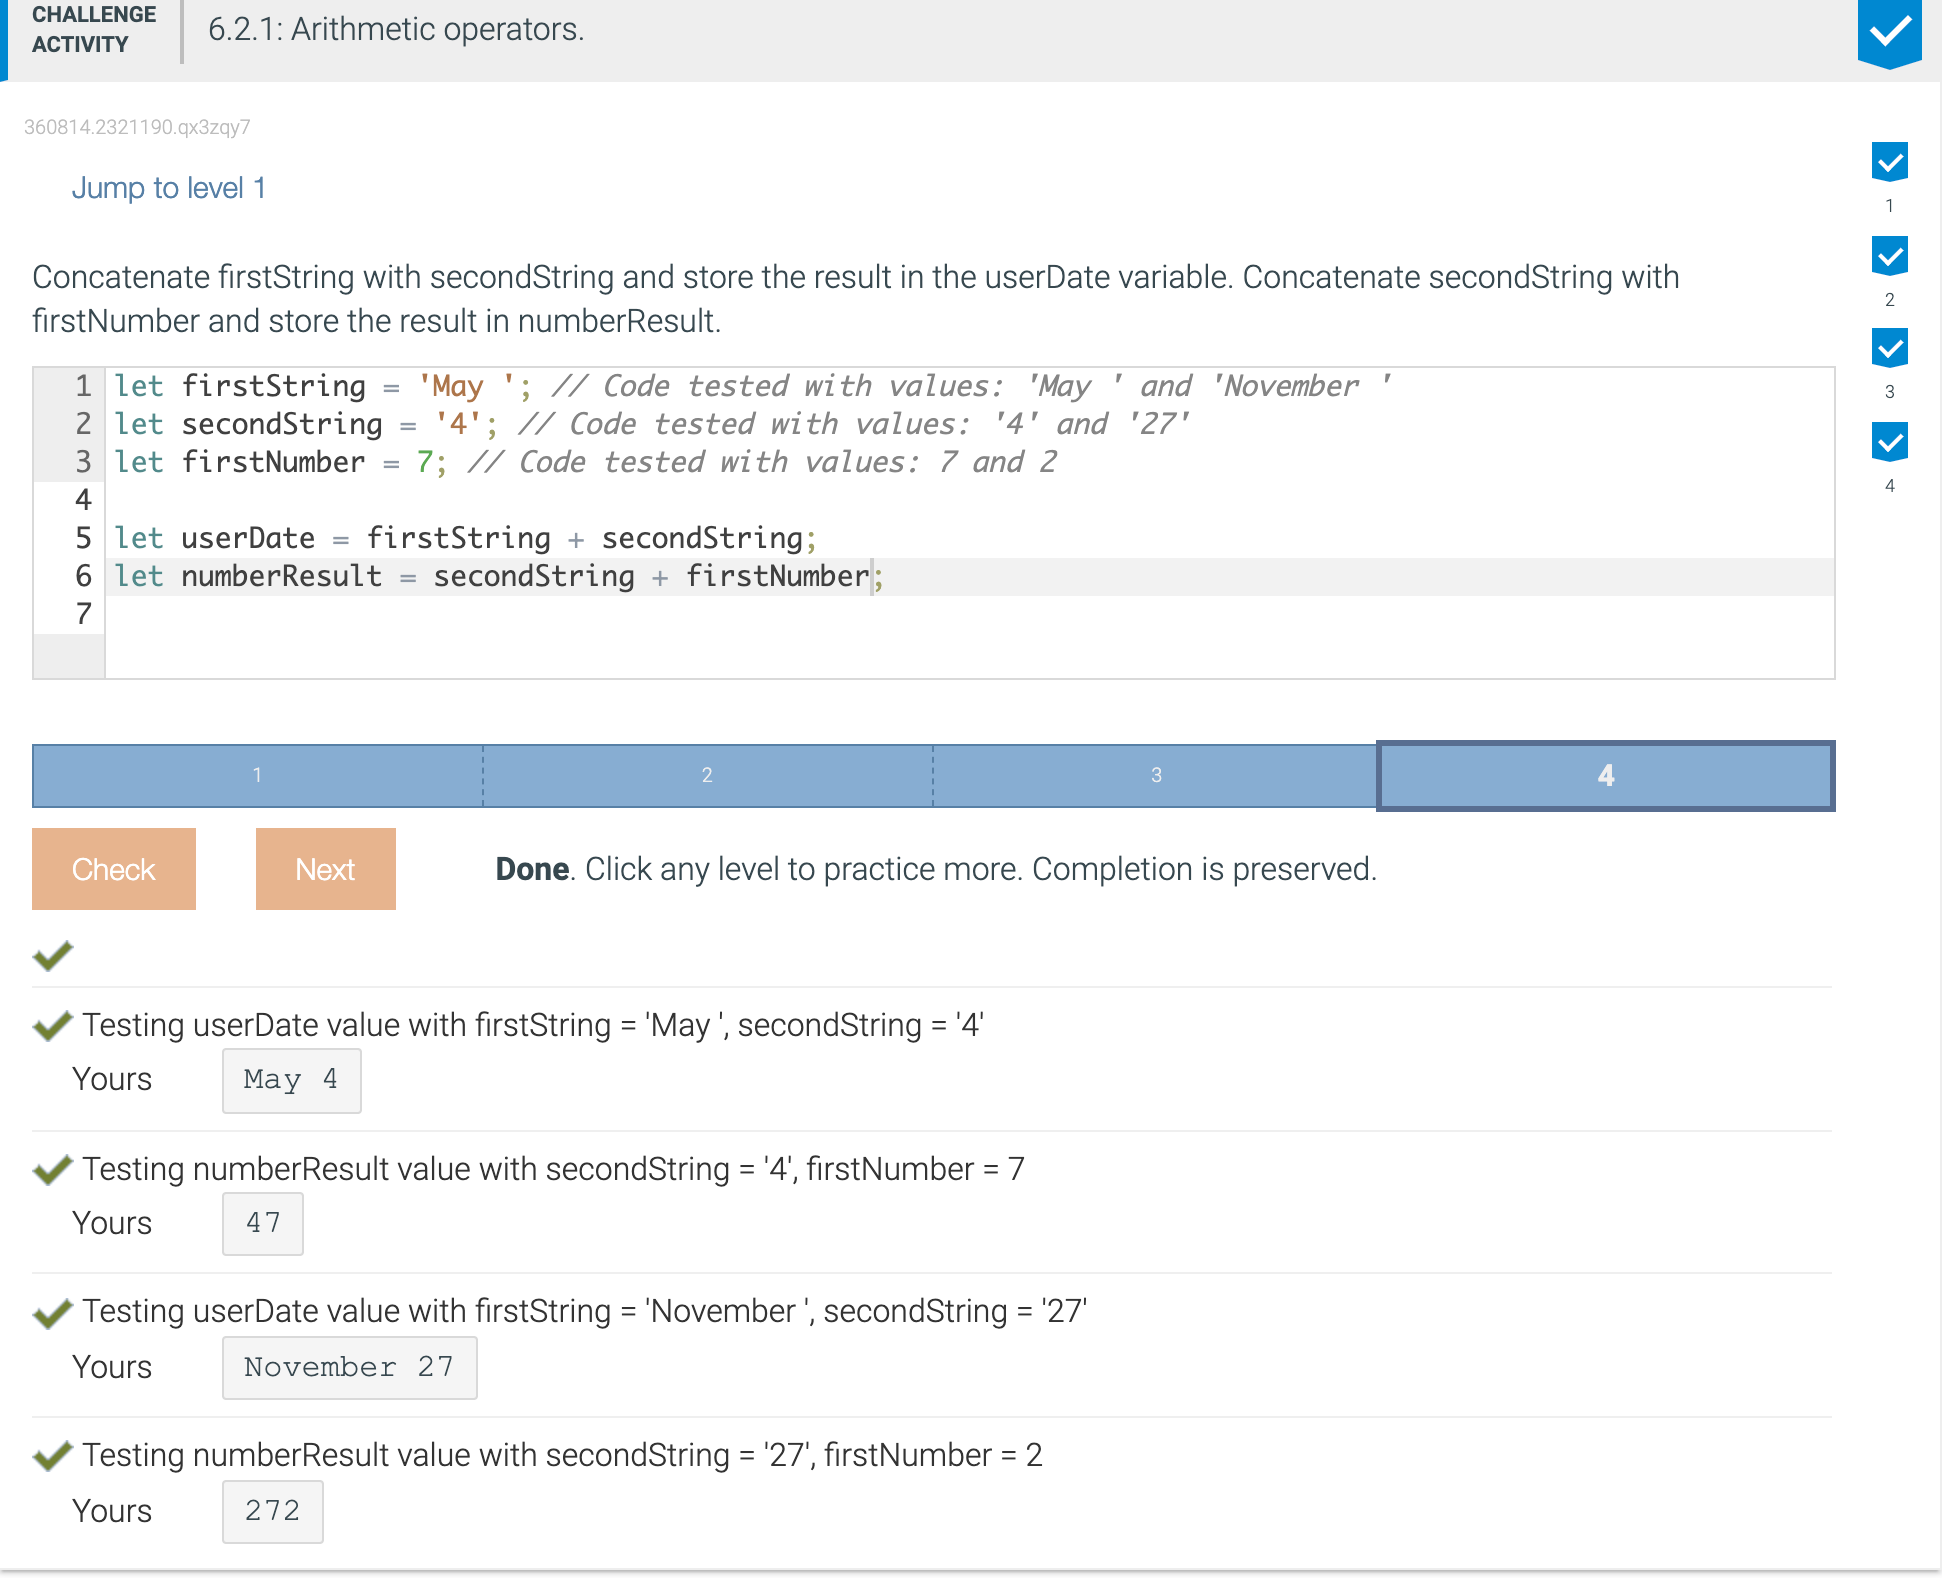 CHALLENGE
ACTIVITY
6.2.1: Arithmetic operators.
360814.2321190.qx3zqy7
Jump to level 1
1
2
3
4
Concatenate firstString with secondString and store the result in the userDate variable. Concatenate secondString with
firstNumber and store the result in numberResult.
1 let firstString = 'May '; // Code tested with values: 'May ' and 'November '
2 let secondString = '4'; // Code tested with values: '4' and '27'
3 let firstNumber = 7; // Code tested with values: 7 and 2
4
5 let userDate = firstString + secondString;
6 let numberResult = secondString + firstNumber;
7
1 2 3 4
Check Next Done. Click any level to practice more. Completion is preserved.
Testing userDate value with firstString = 'May ', secondString = '4'
Yours May 4
Testing numberResult value with secondString = '4', firstNumber = 7
Yours 47
Testing userDate value with firstString = 'November ', secondString = '27'
Yours November 27
Testing numberResult value with secondString = '27', firstNumber = 2
Yours 272